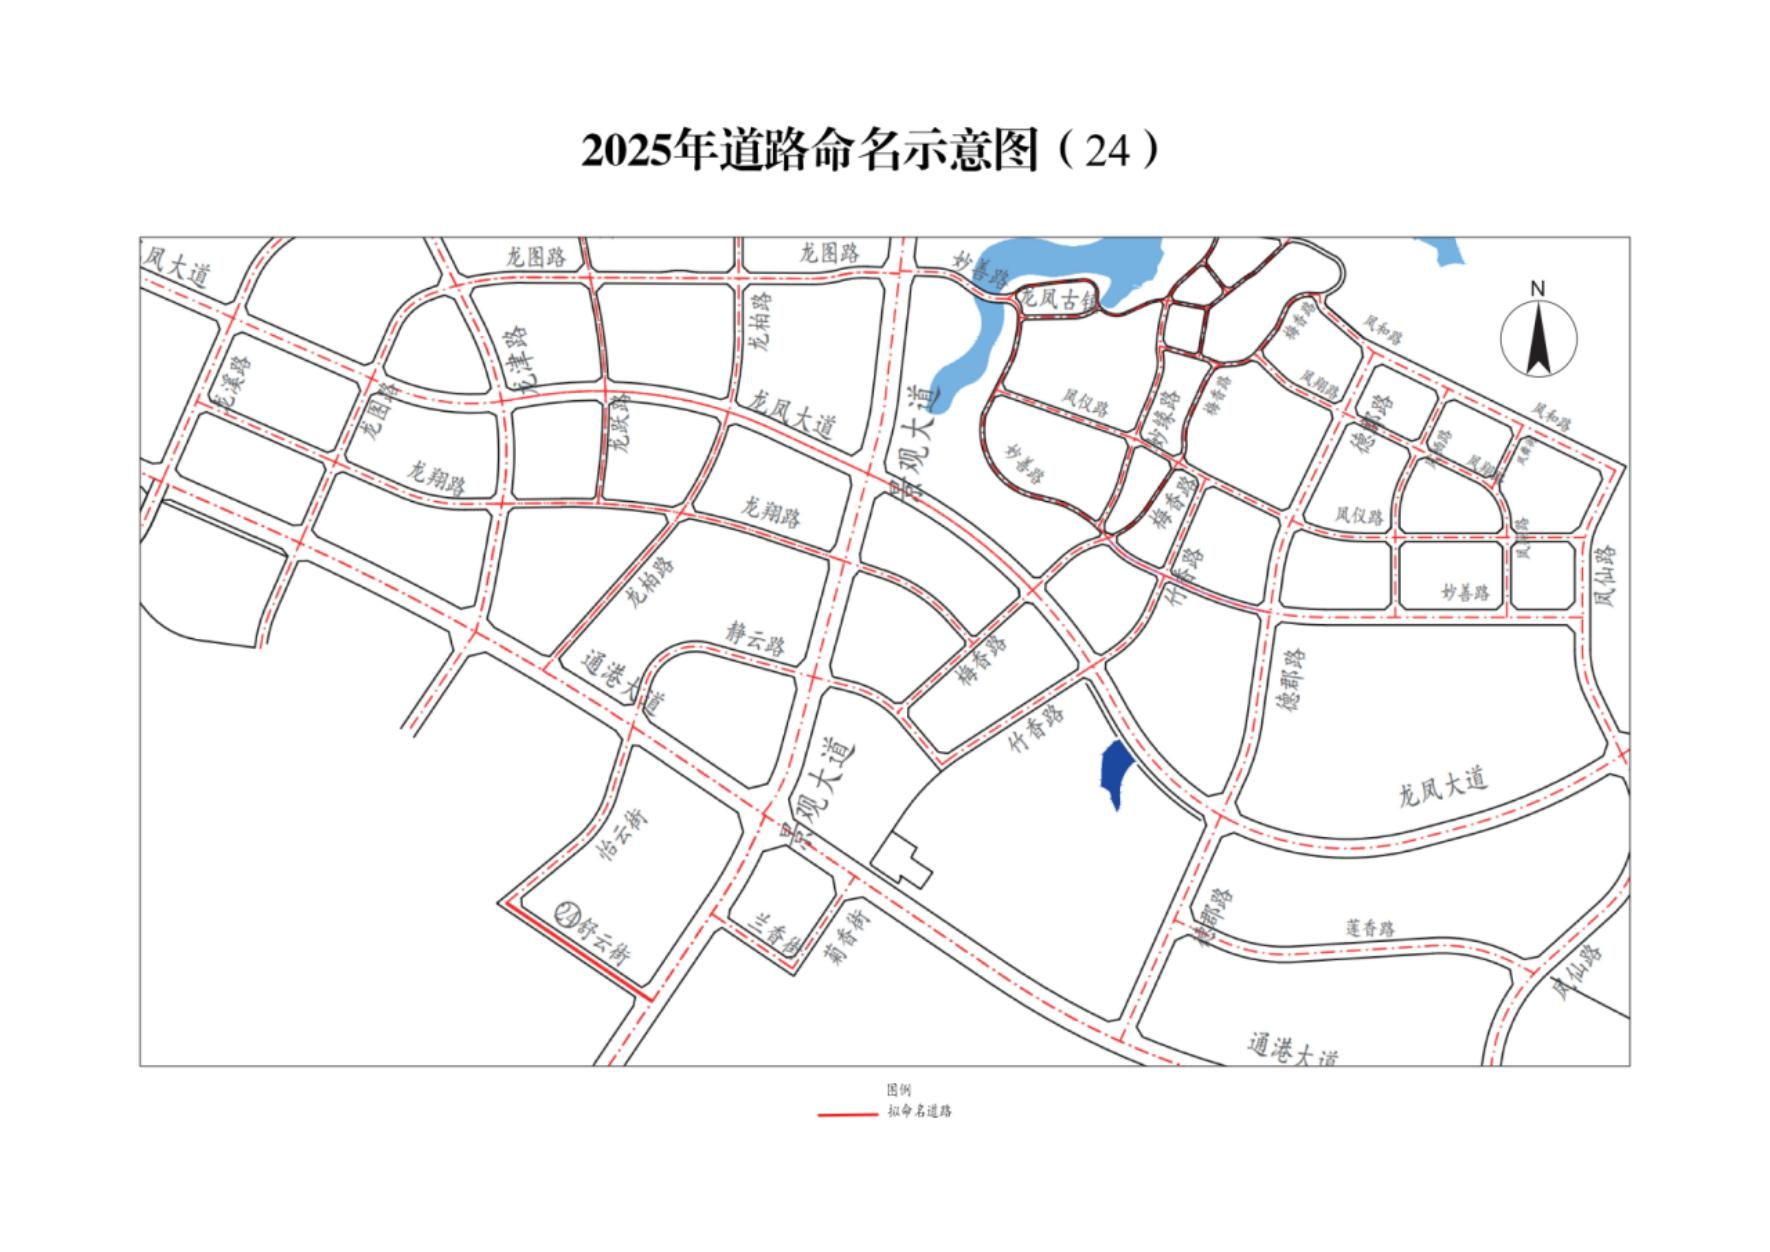 2025年道路命名示意图（24）
凤大道
龙图路
龙图路
妙善路
龙凤古镇
N
龙柏路
梅香路
凤和路
龙津路
龙溪路
龙图路
龙跃路
龙凤大道
景观大道
凤仪路
妙缘路
梅香路
凤翔路
德郡路
凤和路
龙翔路
龙翔路
妙善路
梅香路
凤仪路
龙柏路
竹香路
妙善路
凤仙路
静云路
通港大道
梅香路
德郡路
竹香路
景观大道
龙凤大道
怡云街
24舒云街
兰香街
菊香街
德郡路
莲香路
凤仙路
通港大道
图例
拟命名道路